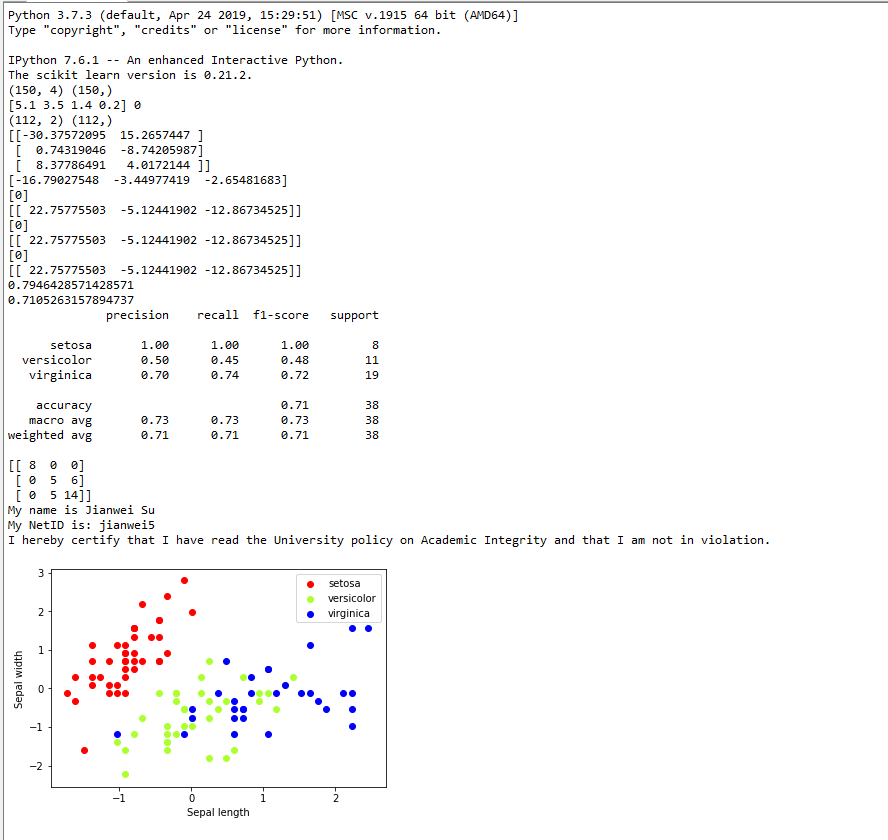 Python 3.7.3 (default, Apr 24 2019, 15:29:51) [MSC v.1915 64 bit (AMD64)]
Type "copyright", "credits" or "license" for more information.
IPython 7.6.1 -- An enhanced Interactive Python.
The scikit learn version is 0.21.2.
(150, 4) (150,)
[5.1 3.5 1.4 0.2] 0
(112, 2) (112,)
[[-30.37572095  15.2657447 ]
 [  0.74319046  -8.74205987]
 [  8.37786491   4.0172144 ]]
[-16.79027548  -3.44977419  -2.65481683]
[0]
[[ 22.75775503  -5.12441902 -12.86734525]]
[0]
[[ 22.75775503  -5.12441902 -12.86734525]]
[0]
[[ 22.75775503  -5.12441902 -12.86734525]]
0.7946428571428571
0.7105263157894737
              precision    recall  f1-score   support
      setosa       1.00      1.00      1.00         8
  versicolor       0.50      0.45      0.48        11
   virginica       0.70      0.74      0.72        19
    accuracy                           0.71        38
   macro avg       0.73      0.73      0.73        38
weighted avg       0.71      0.71      0.71        38
[[ 8  0  0]
 [ 0  5  6]
 [ 0  5 14]]
My name is Jianwei Su
My NetID is: jianwei5
I hereby certify that I have read the University policy on Academic Integrity and that I am not in violation.
setosa
versicolor
virginica
3
2
1
0
−1
−2
Sepal width
−1 0 1 2
Sepal length